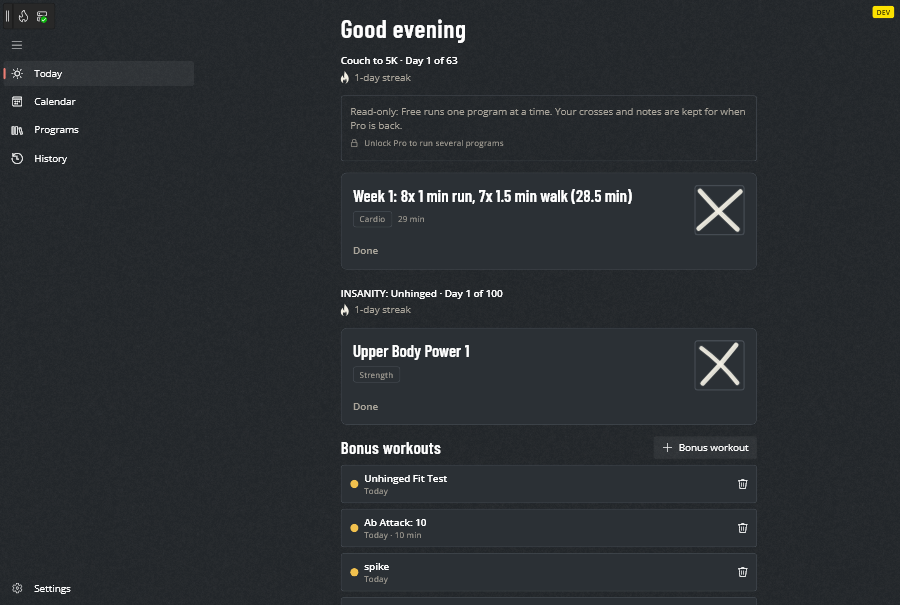 DEV
Good evening
Today
Calendar
Programs
History
Settings
Couch to 5K · Day 1 of 63
1-day streak
Read-only: Free runs one program at a time. Your crosses and notes are kept for when
Pro is back.
Unlock Pro to run several programs
Week 1: 8x 1 min run, 7x 1.5 min walk (28.5 min)
Cardio 29 min
Done
INSANITY: Unhinged · Day 1 of 100
1-day streak
Upper Body Power 1
Strength
Done
Bonus workouts
Bonus workout
Unhinged Fit Test
Today
Ab Attack: 10
Today · 10 min
spike
Today